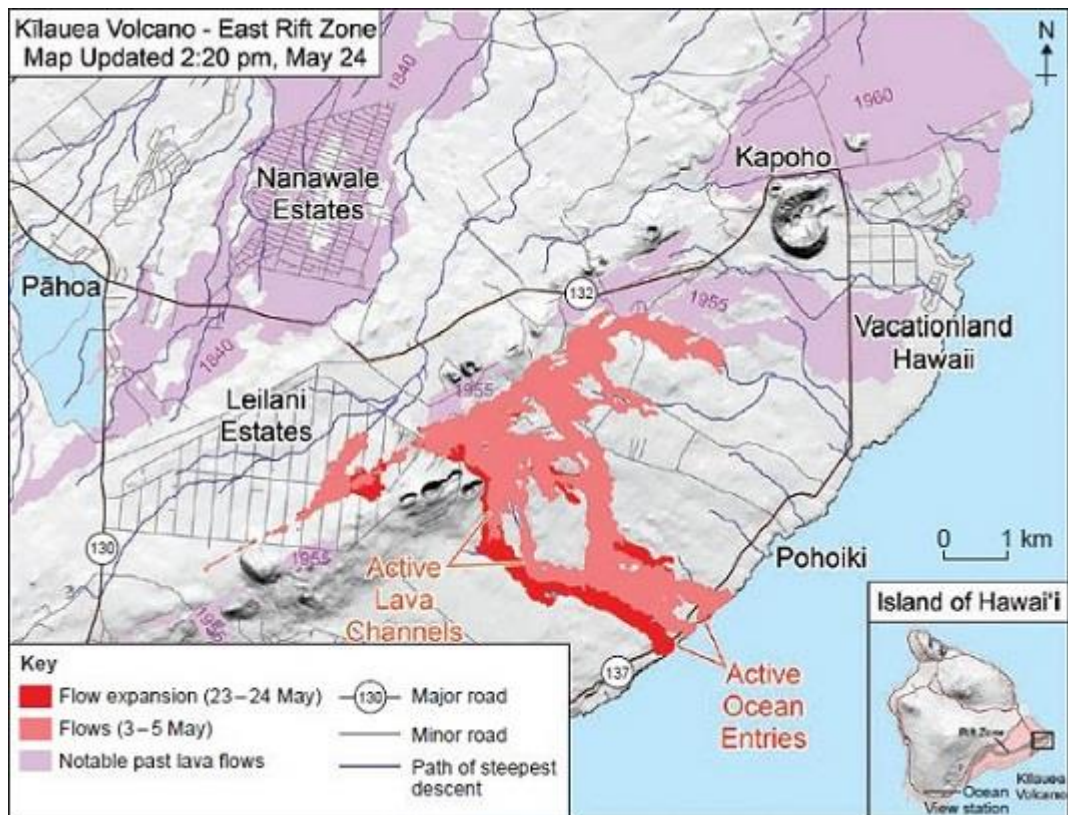 Kīlauea Volcano - East Rift Zone
Map Updated 2:20 pm, May 24
N
1840
1960
Nanawale
Estates
Kapoho
Pāhoa
132
1955
Vacationland
Hawaii
1840
Leilani
Estates
1955
0 1 km
130
1955
Pohoiki
Active
Lava
Channels
1955
137
Active
Ocean
Entries
Key
Flow expansion (23–24 May)
Flows (3–5 May)
Notable past lava flows
130 Major road
Minor road
Path of steepest
descent
Island of Hawai'i
Rift Zone
Ocean
View station
Kīlauea
Volcano